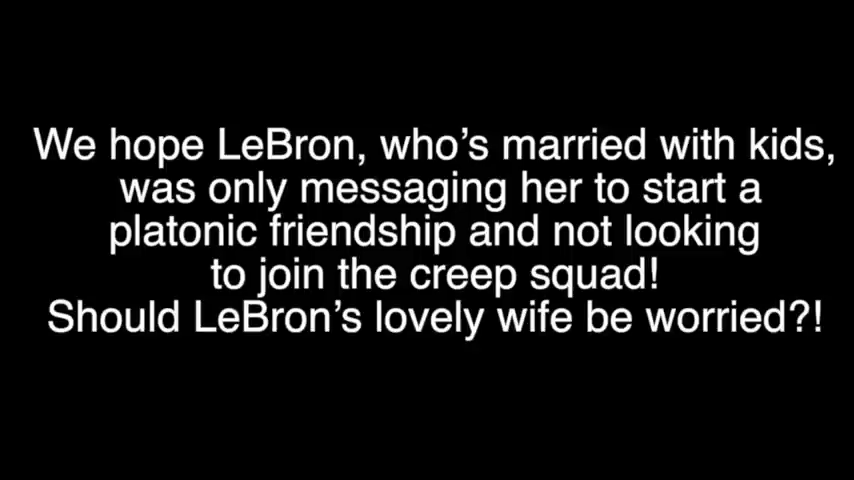 We hope LeBron, who's married with kids,
was only messaging her to start a
platonic friendship and not looking
to join the creep squad!
Should LeBron's lovely wife be worried?!